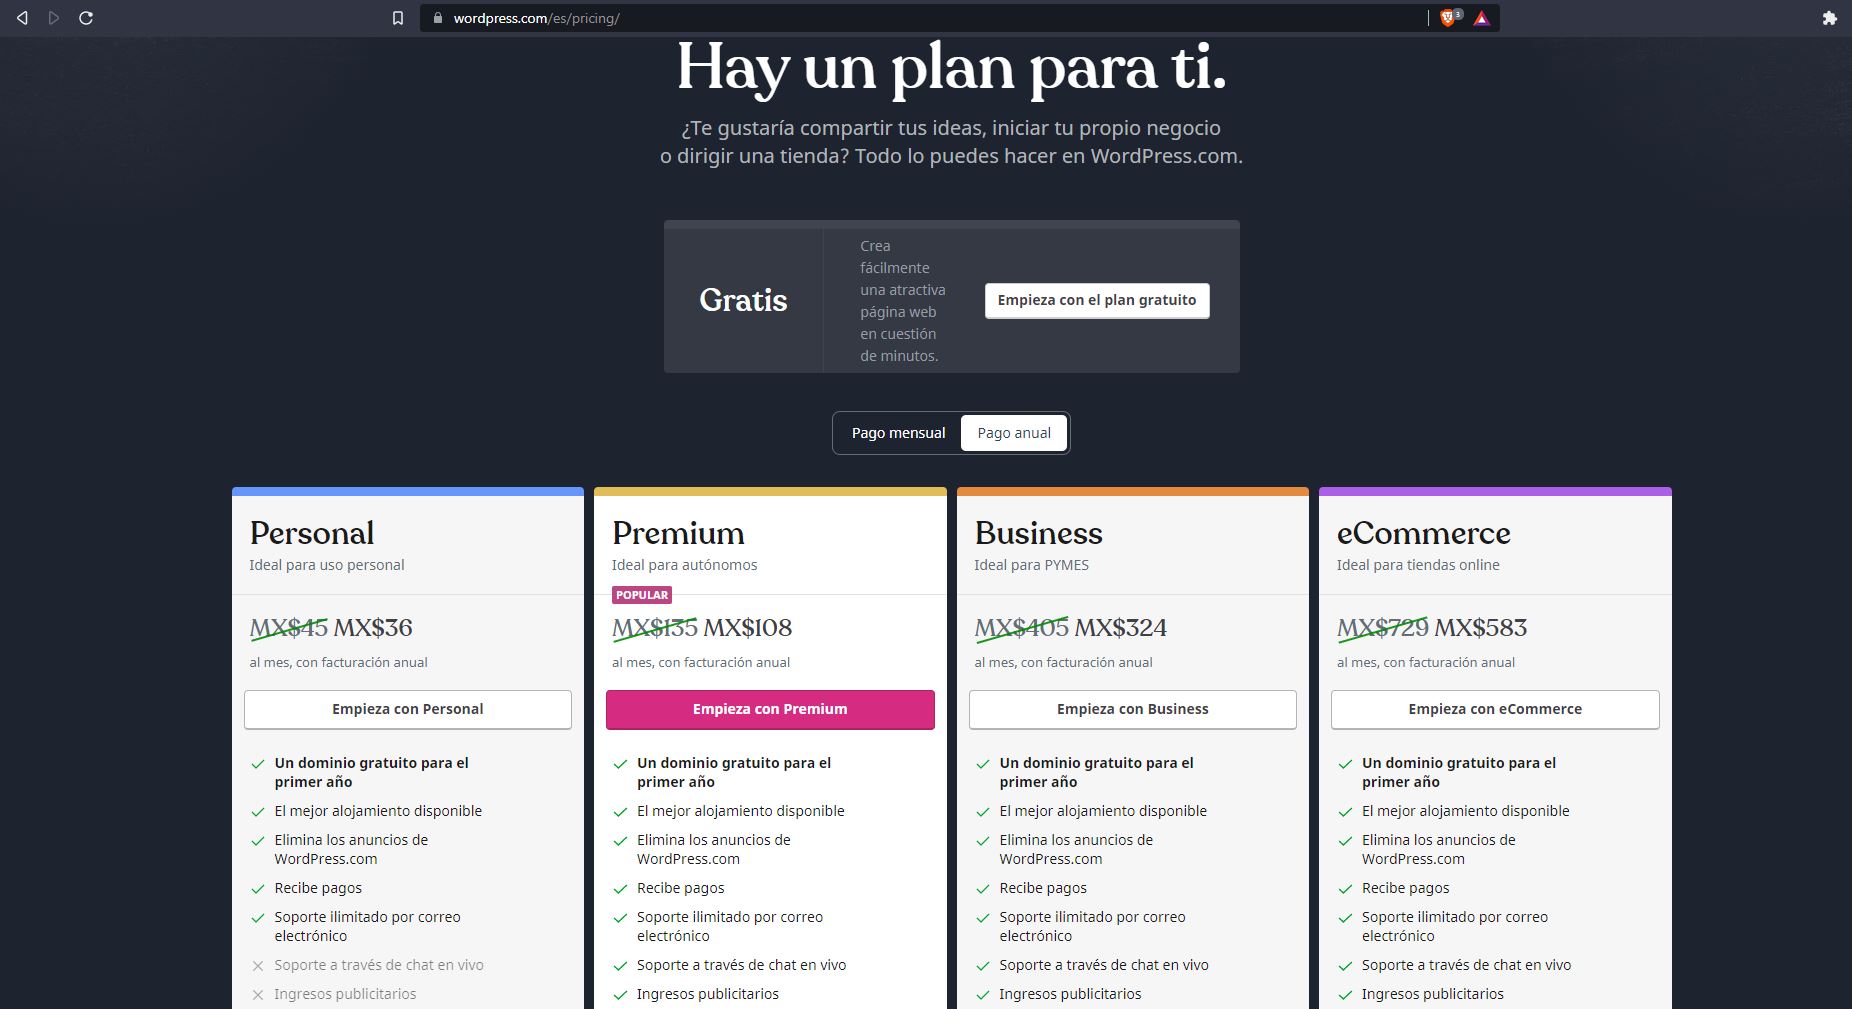 wordpress.com/es/pricing/
3
Hay un plan para ti.
¿Te gustaría compartir tus ideas, iniciar tu propio negocio
o dirigir una tienda? Todo lo puedes hacer en WordPress.com.
Gratis
Crea
fácilmente
una atractiva
página web
en cuestión
de minutos.
Empieza con el plan gratuito
Pago mensual
Pago anual
Personal
Ideal para uso personal
MX$45 MX$36
al mes, con facturación anual
Empieza con Personal
Un dominio gratuito para el
primer año
El mejor alojamiento disponible
Elimina los anuncios de
WordPress.com
Recibe pagos
Soporte ilimitado por correo
electrónico
Soporte a través de chat en vivo
Ingresos publicitarios
Premium
Ideal para autónomos
POPULAR
MX$135 MX$108
al mes, con facturación anual
Empieza con Premium
Un dominio gratuito para el
primer año
El mejor alojamiento disponible
Elimina los anuncios de
WordPress.com
Recibe pagos
Soporte ilimitado por correo
electrónico
Soporte a través de chat en vivo
Ingresos publicitarios
Business
Ideal para PYMES
MX$405 MX$324
al mes, con facturación anual
Empieza con Business
Un dominio gratuito para el
primer año
El mejor alojamiento disponible
Elimina los anuncios de
WordPress.com
Recibe pagos
Soporte ilimitado por correo
electrónico
Soporte a través de chat en vivo
Ingresos publicitarios
eCommerce
Ideal para tiendas online
MX$729 MX$583
al mes, con facturación anual
Empieza con eCommerce
Un dominio gratuito para el
primer año
El mejor alojamiento disponible
Elimina los anuncios de
WordPress.com
Recibe pagos
Soporte ilimitado por correo
electrónico
Soporte a través de chat en vivo
Ingresos publicitarios